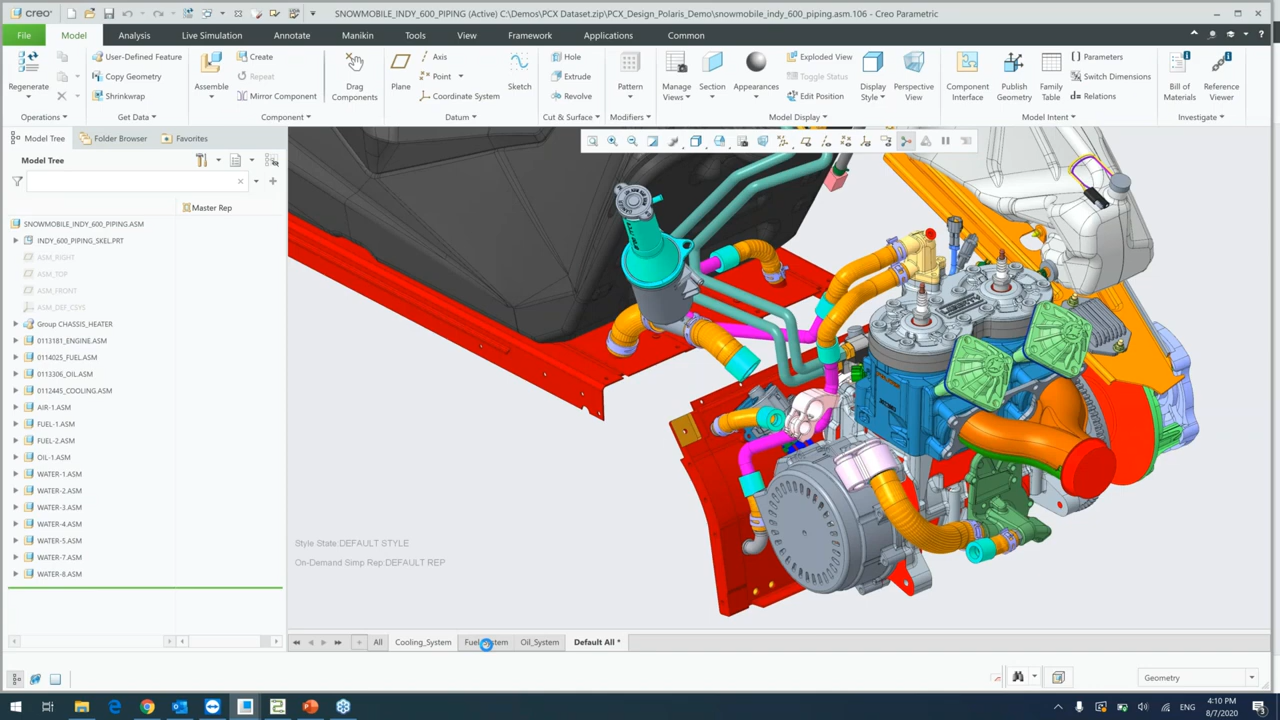 creo
SNOWMOBILE_INDY_600_PIPING (Active) C:\Demos\PCX Dataset.zip\PCX_Design_Polaris_Demo\snowmobile_indy_600_piping.asm.106 - Creo Parametric
File Model Analysis Live Simulation Annotate Manikin Tools View Framework Applications Common
Regenerate
User-Defined Feature
Copy Geometry
Shrinkwrap
Assemble
Create
Repeat
Mirror Component
Drag Components
Plane
Axis
Point
Coordinate System
Sketch
Hole
Extrude
Revolve
Pattern
Manage Views
Section
Appearances
Exploded View
Toggle Status
Edit Position
Display Style
Perspective View
Component Interface
Publish Geometry
Family Table
Parameters
Switch Dimensions
d= Relations
Bill of Materials
Reference Viewer
Operations Get Data Component Datum Cut & Surface Modifiers Model Display Model Intent Investigate
Model Tree Folder Browser Favorites
Model Tree
Master Rep
SNOWMOBILE_INDY_600_PIPING.ASM
INDY_600_PIPING_SKEL.PRT
ASM_RIGHT
ASM_TOP
ASM_FRONT
ASM_DEF_CSYS
Group CHASSIS_HEATER
0113181_ENGINE.ASM
0114025_FUEL.ASM
0113306_OIL.ASM
0112445_COOLING.ASM
AIR-1.ASM
FUEL-1.ASM
FUEL-2.ASM
OIL-1.ASM
WATER-1.ASM
WATER-2.ASM
WATER-3.ASM
WATER-4.ASM
WATER-5.ASM
WATER-7.ASM
WATER-8.ASM
Style State:DEFAULT STYLE
On-Demand Simp Rep:DEFAULT REP
All Cooling_System Fuel_System Oil_System Default All *
Geometry
ENG
4:10 PM
8/7/2020
3